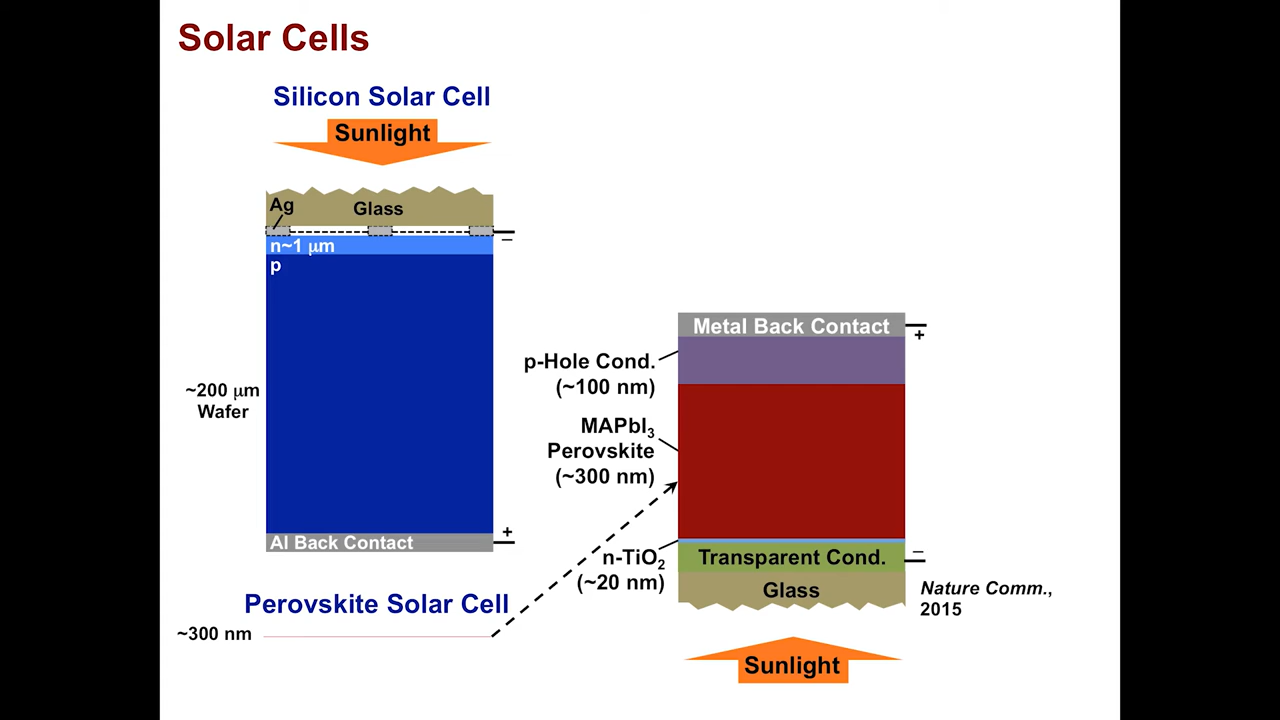 Solar Cells
Silicon Solar Cell
Sunlight
Ag
Glass
−
n~1 μm
p
~200 μm
Wafer
+
Al Back Contact
Perovskite Solar Cell
~300 nm
Metal Back Contact
+
p-Hole Cond.
(~100 nm)
MAPbI₃
Perovskite
(~300 nm)
n-TiO₂
(~20 nm)
Transparent Cond.
−
Glass
Nature Comm.,
2015
Sunlight